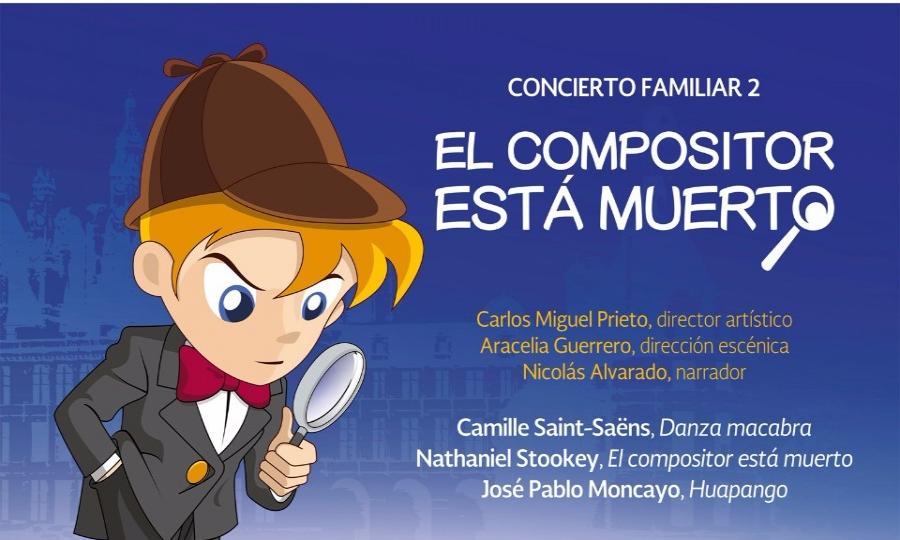 CONCIERTO FAMILIAR 2
EL COMPOSITOR
ESTÁ MUERTO
Carlos Miguel Prieto, director artístico
Aracelia Guerrero, dirección escénica
Nicolás Alvarado, narrador
Camille Saint-Saëns, Danza macabra
Nathaniel Stookey, El compositor está muerto
José Pablo Moncayo, Huapango